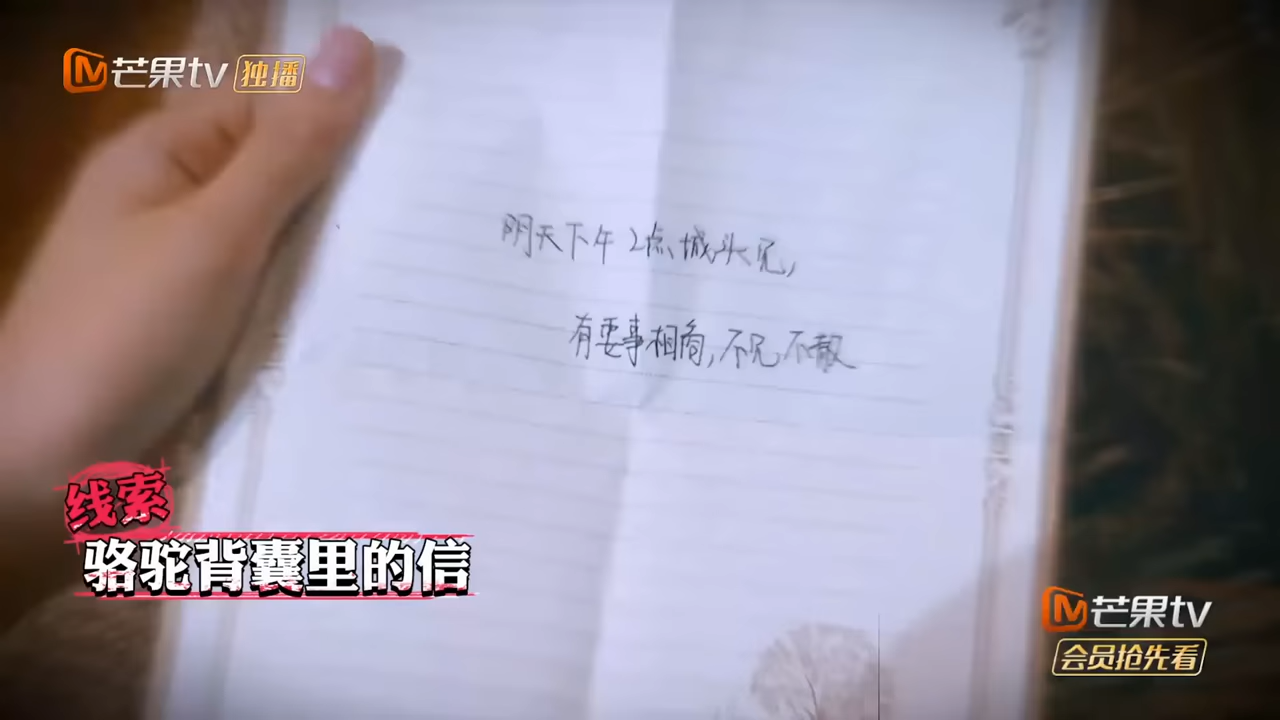 芒果tv 独播
阴天下午2点城头见,
有要事相商,不见不散
线索
骆驼背囊里的信
芒果tv
会员抢先看